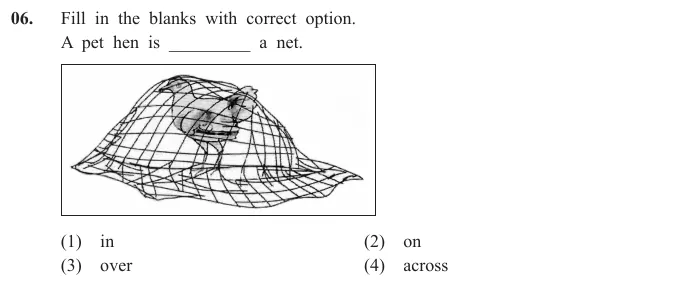 06. Fill in the blanks with correct option.
A pet hen is _________ a net.
(1) in (2) on
(3) over (4) across